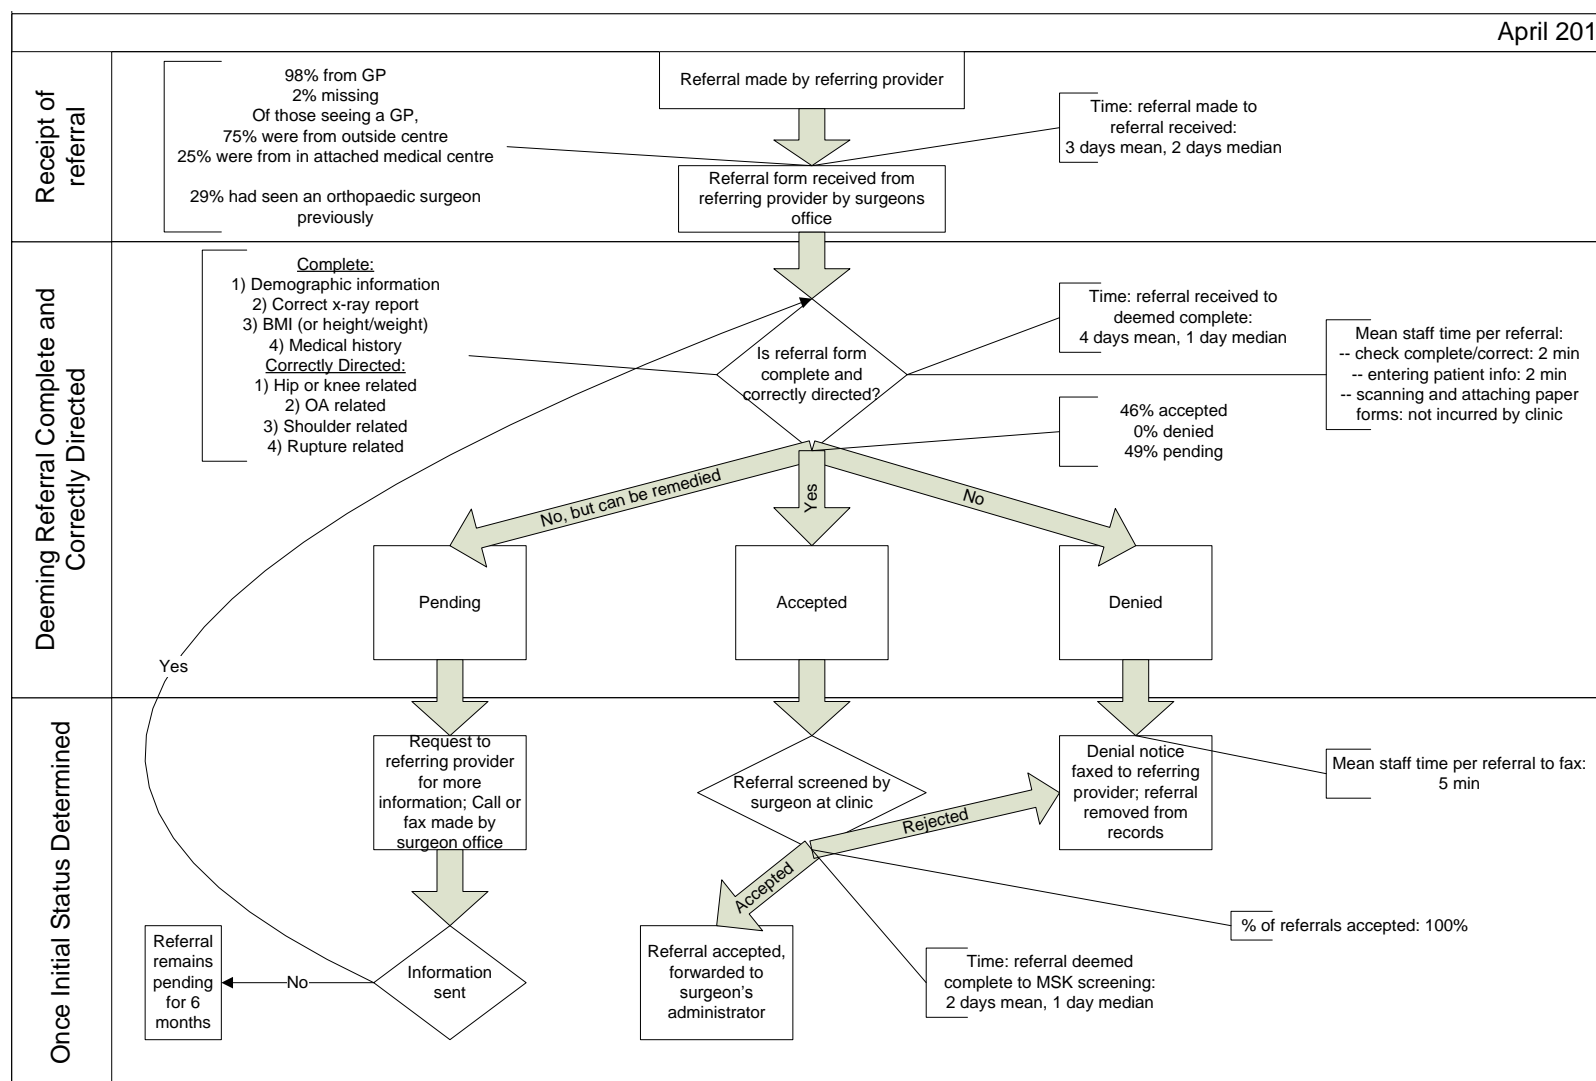 April 201
Receipt of
referral
98% from GP
2% missing
Of those seeing a GP,
75% were from outside centre
25% were from in attached medical centre
29% had seen an orthopaedic surgeon
previously
Referral made by referring provider
Time: referral made to
referral received:
3 days mean, 2 days median
Referral form received from
referring provider by surgeons
office
Deeming Referral Complete and
Correctly Directed
Complete:
1) Demographic information
2) Correct x-ray report
3) BMI (or height/weight)
4) Medical history
Correctly Directed:
1) Hip or knee related
2) OA related
3) Shoulder related
4) Rupture related
Is referral form
complete and
correctly directed?
Time: referral received to
deemed complete:
4 days mean, 1 day median
Mean staff time per referral:
-- check complete/correct: 2 min
-- entering patient info: 2 min
-- scanning and attaching paper
forms: not incurred by clinic
46% accepted
0% denied
49% pending
No, but can be remedied
Yes
No
Pending
Accepted
Denied
Yes
Once Initial Status Determined
Request to
referring provider
for more
information; Call or
fax made by
surgeon office
Referral screened by
surgeon at clinic
Denial notice
faxed to referring
provider; referral
removed from
records
Mean staff time per referral to fax:
5 min
Rejected
Accepted
% of referrals accepted: 100%
Referral
remains
pending
for 6
months
No
Information
sent
Referral accepted,
forwarded to
surgeon's
administrator
Time: referral deemed
complete to MSK screening:
2 days mean, 1 day median